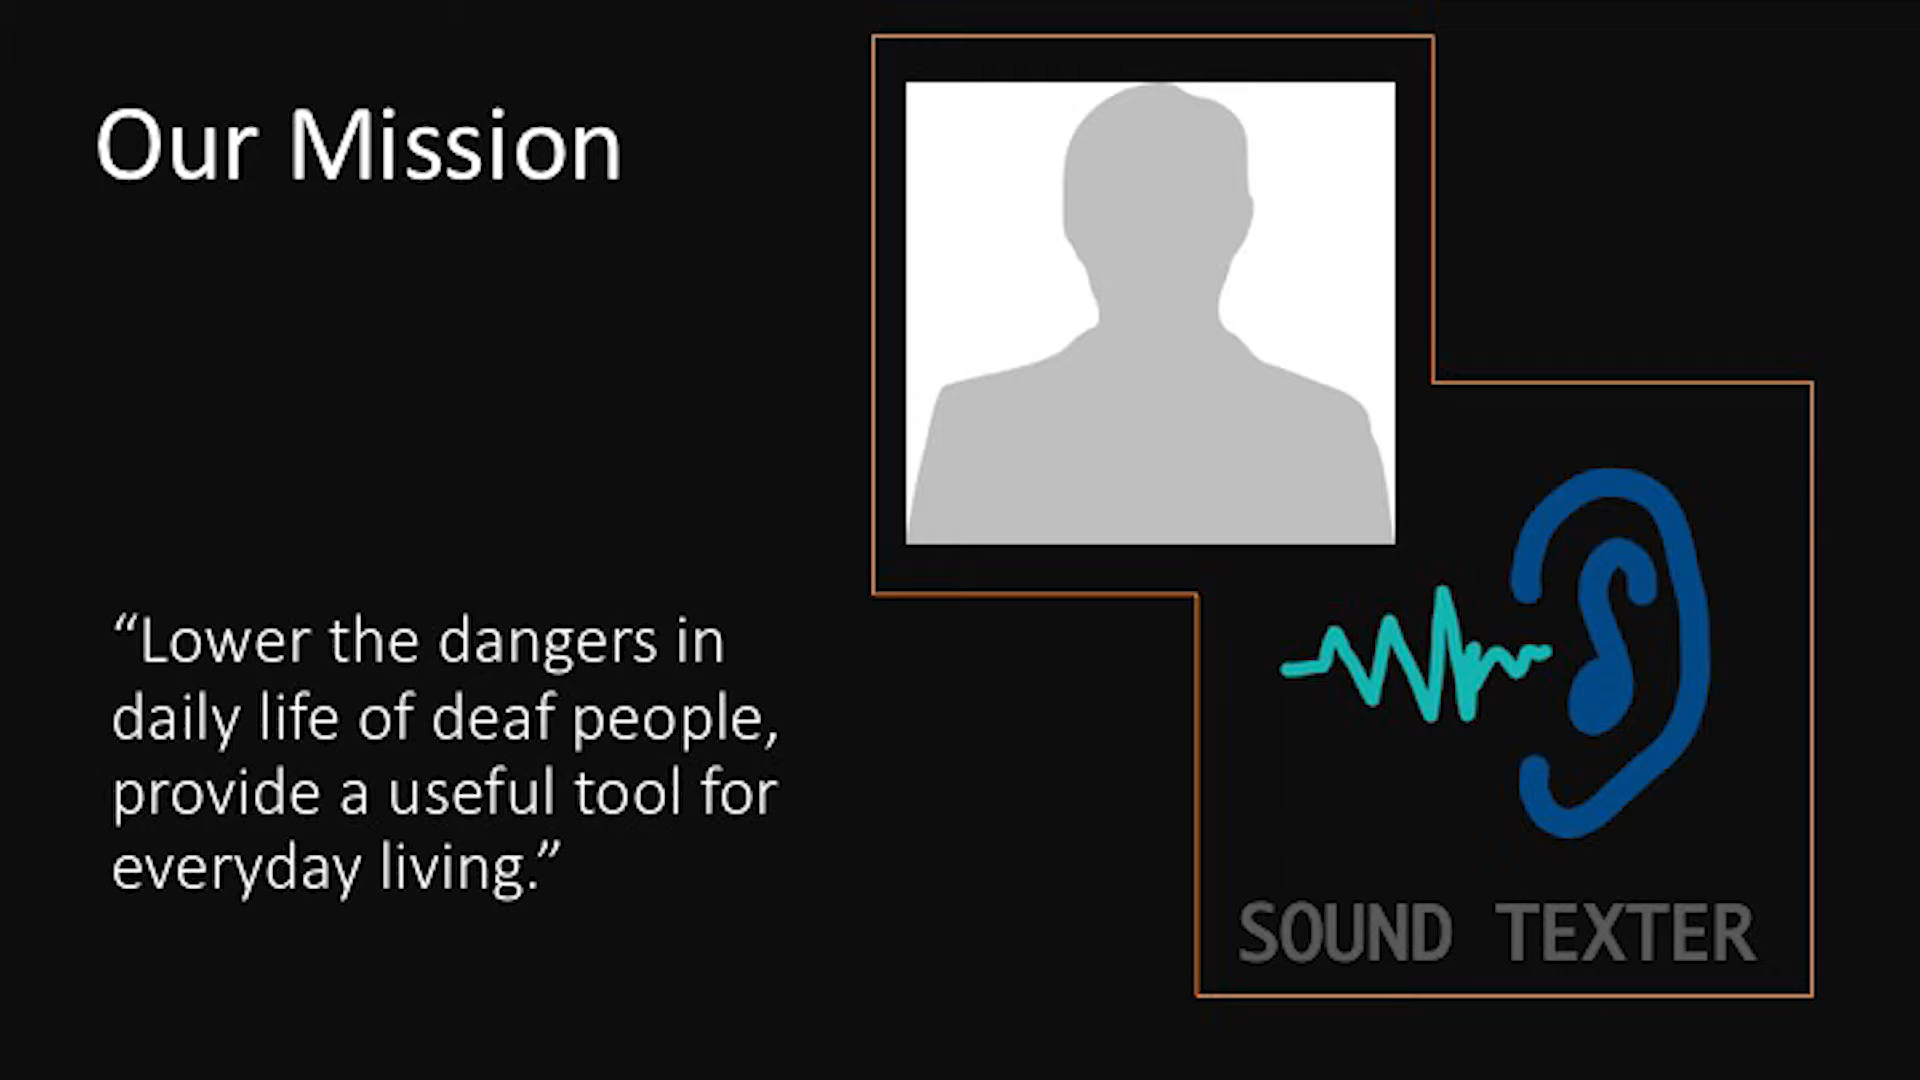 Our Mission
“Lower the dangers in
daily life of deaf people,
provide a useful tool for
everyday living.”
SOUND TEXTER